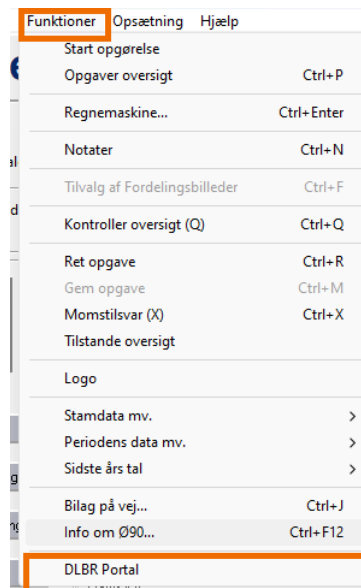 Funktioner Opsætning Hjælp
Start opgørelse
Opgaver oversigt Ctrl+P
Regnemaskine... Ctrl+Enter
Notater Ctrl+N
Tilvalg af Fordelingsbilleder Ctrl+F
Kontroller oversigt (Q) Ctrl+Q
Ret opgave Ctrl+R
Gem opgave Ctrl+M
Momstilsvar (X) Ctrl+X
Tilstande oversigt
Logo
Stamdata mv. >
Periodens data mv. >
Sidste års tal >
Bilag på vej... Ctrl+J
Info om Ø90... Ctrl+F12
DLBR Portal